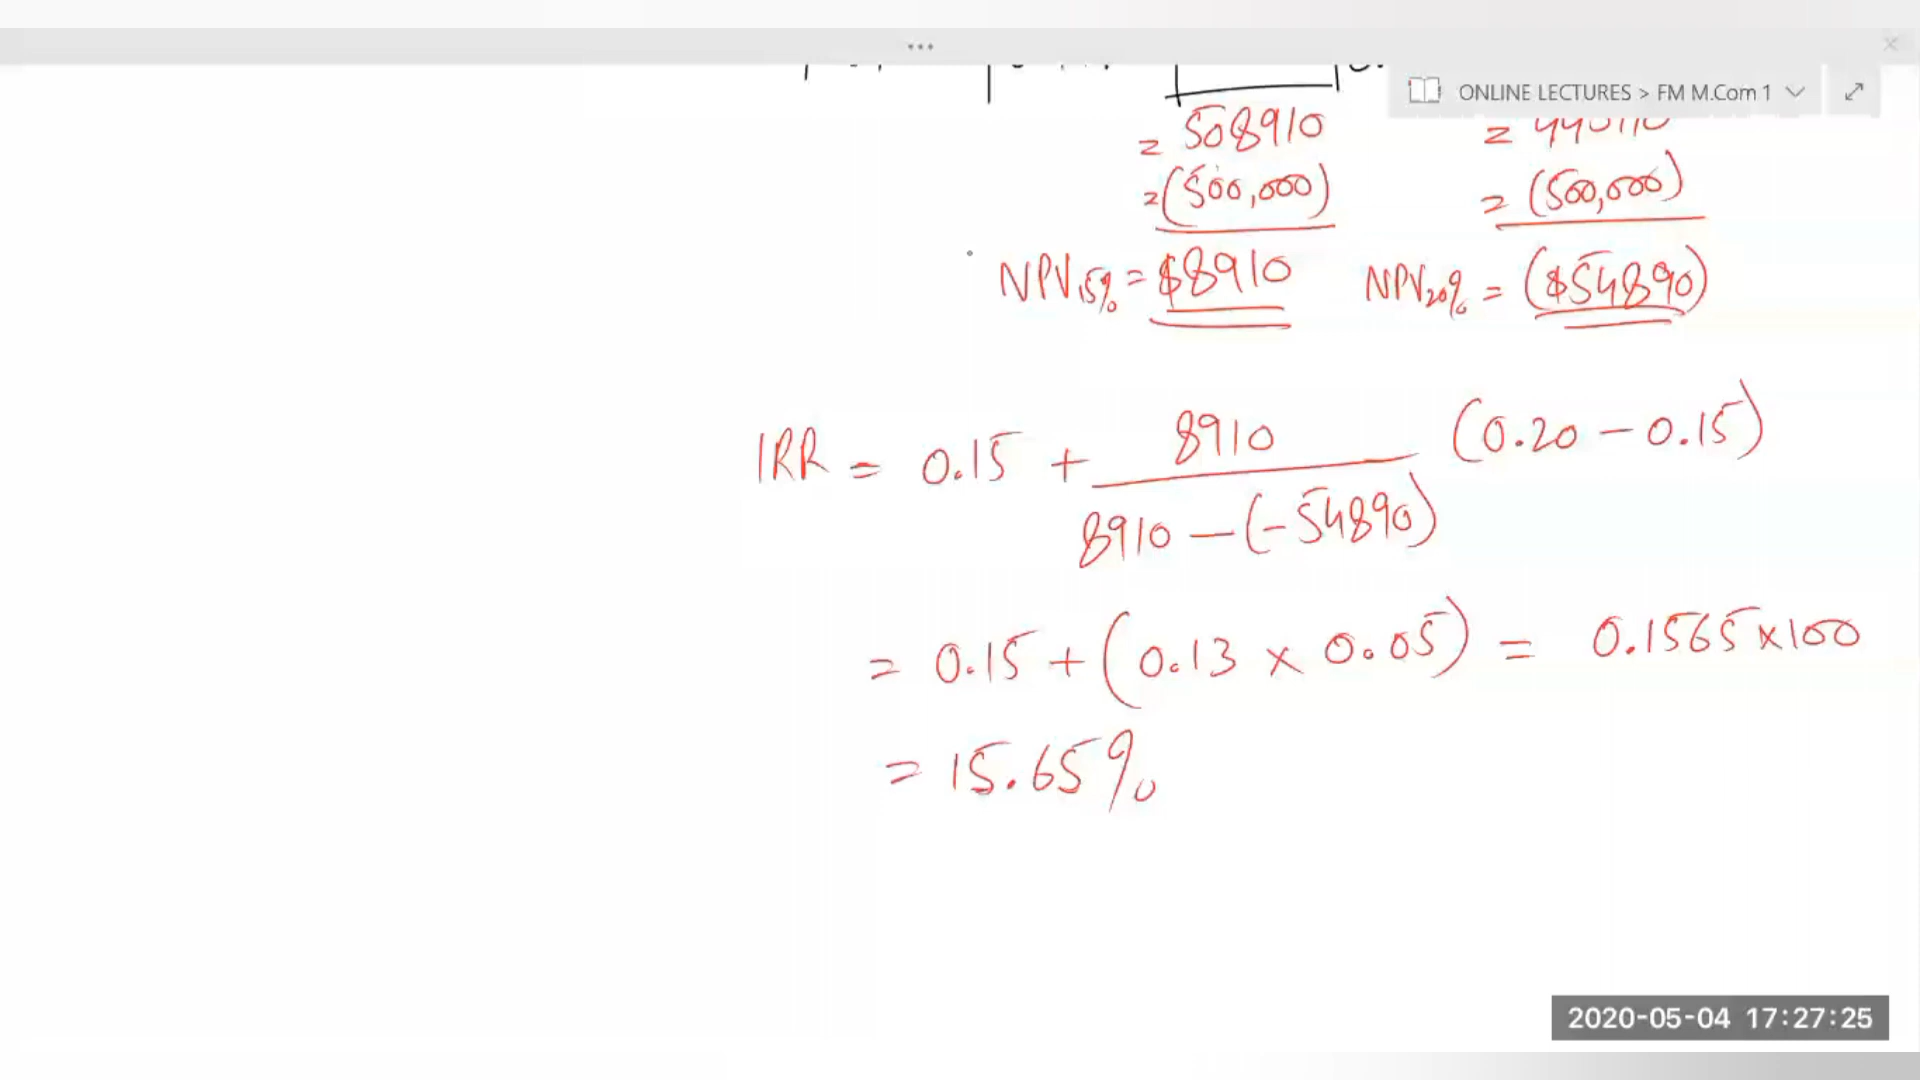 ONLINE LECTURES > FM M.Com 1
= 508910
=
=(500,000)
= (500,000)
NPV15% = $8910 NPV20% = ($54890)
IRR = 0.15 + 8910 (0.20 - 0.15)
8910 - (-54890)
= 0.15 + (0.13 x 0.05) = 0.1565 x 100
= 15.65%
2020-05-04 17:27:25